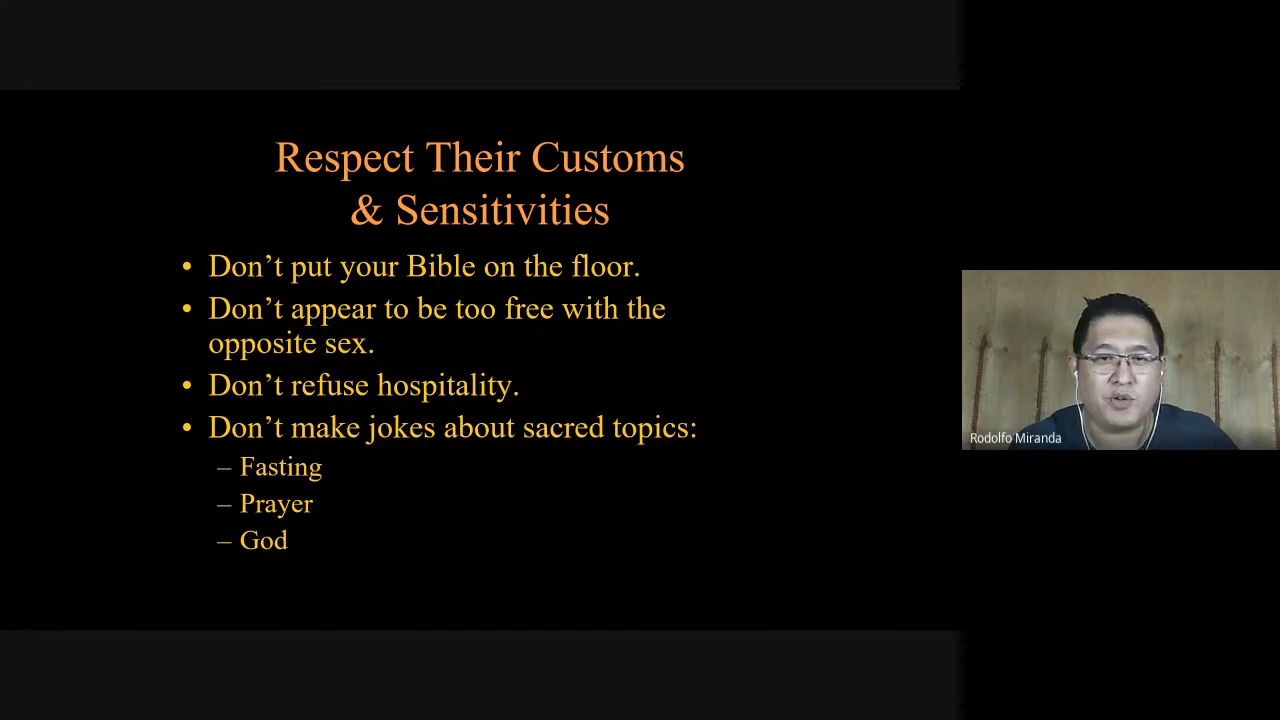 Respect Their Customs
& Sensitivities
• Don’t put your Bible on the floor.
• Don’t appear to be too free with the
opposite sex.
• Don’t refuse hospitality.
• Don’t make jokes about sacred topics:
– Fasting
– Prayer
– God
Rodolfo Miranda